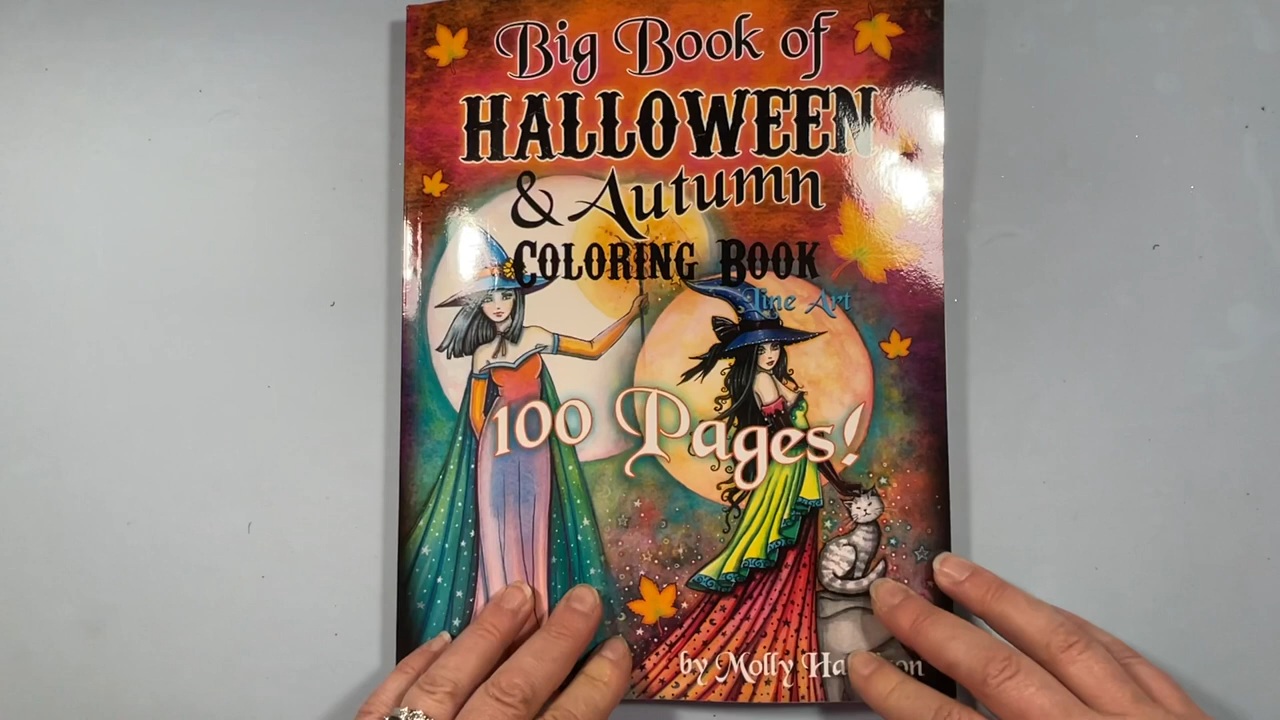 Big Book of
HALLOWEEN
& Autumn
COLORING BOOK
Line Art
100 Pages!
by Molly